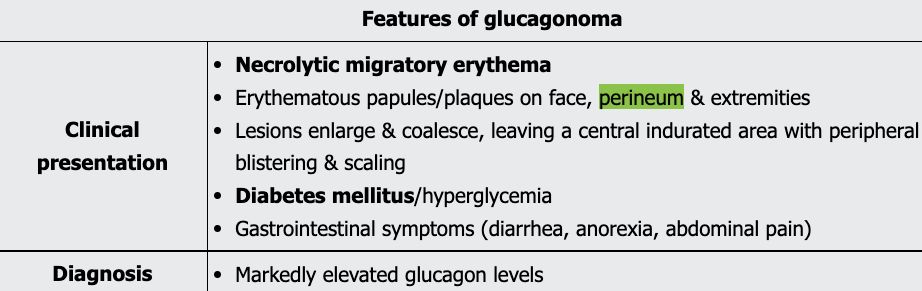 Features of glucagonoma
Clinical
presentation
• Necrolytic migratory erythema
• Erythematous papules/plaques on face, perineum & extremities
• Lesions enlarge & coalesce, leaving a central indurated area with peripheral
blistering & scaling
• Diabetes mellitus/hyperglycemia
• Gastrointestinal symptoms (diarrhea, anorexia, abdominal pain)
Diagnosis
• Markedly elevated glucagon levels